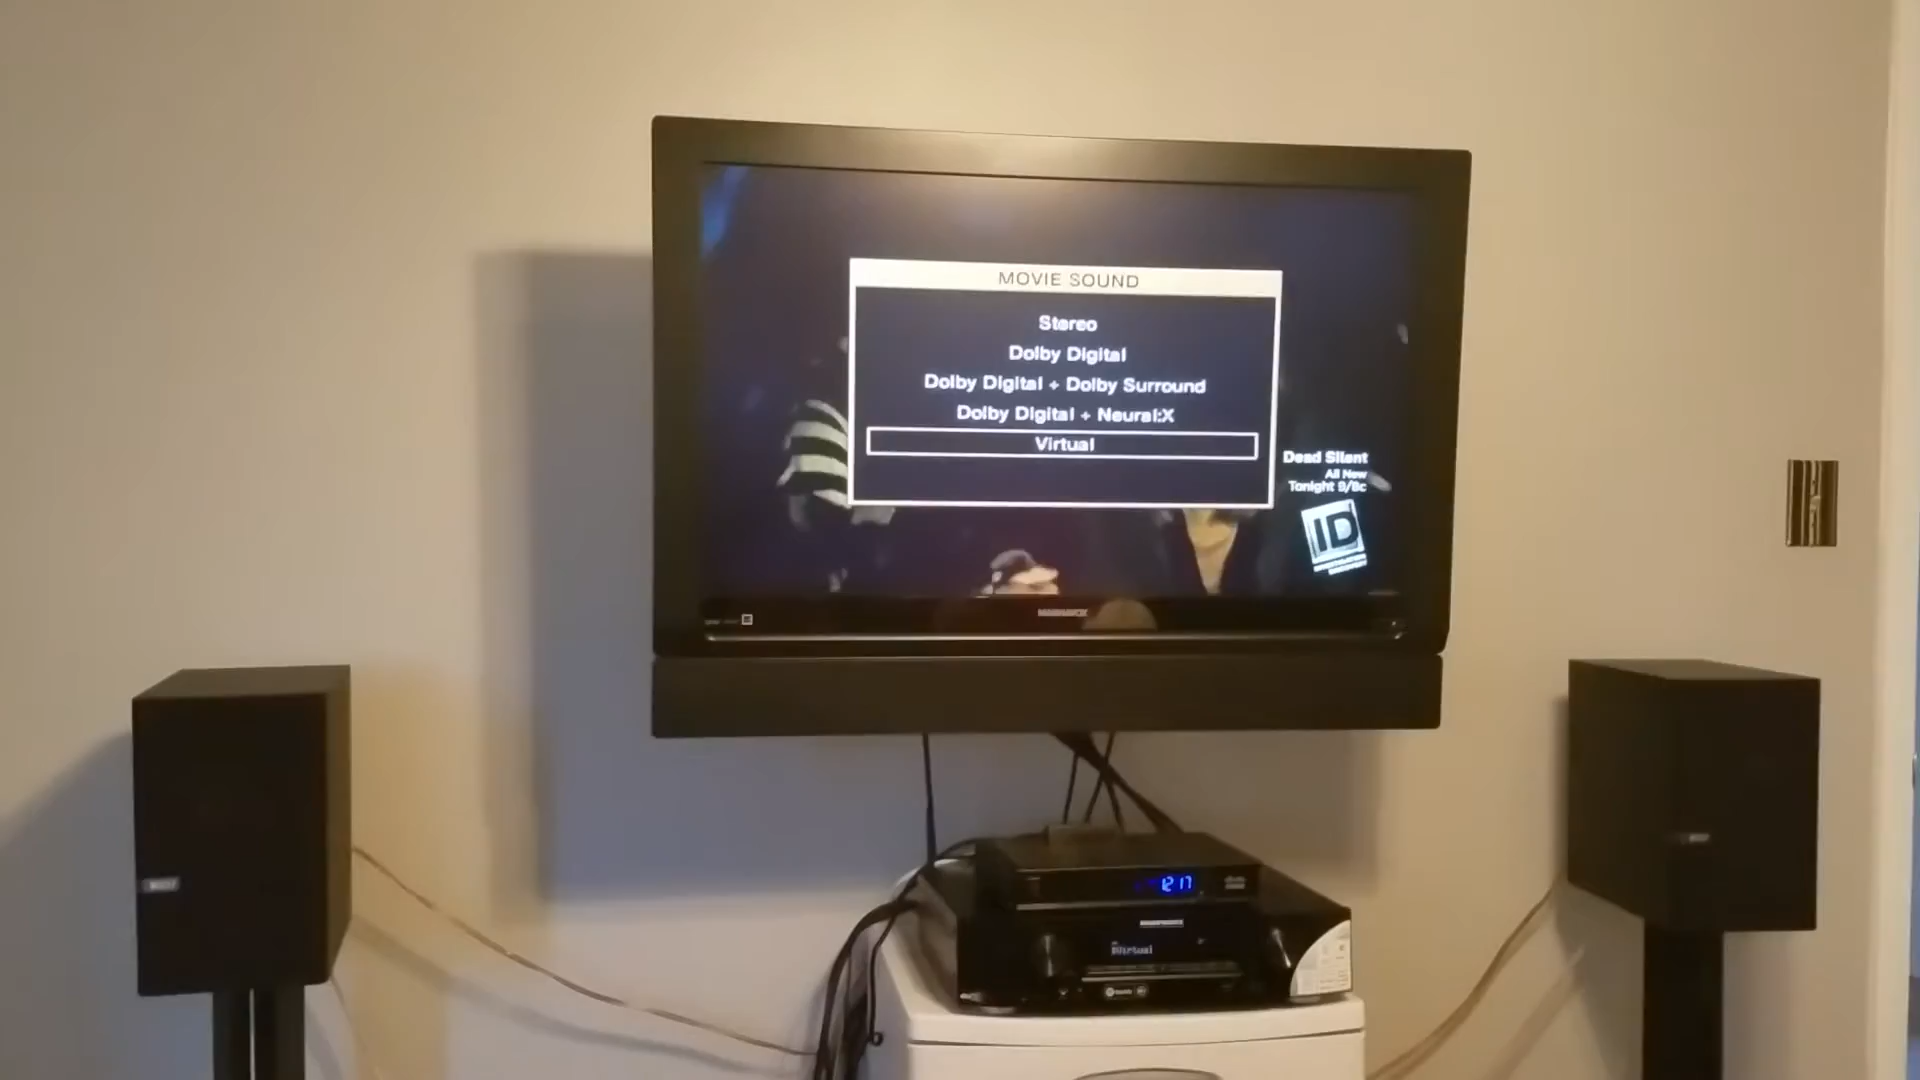 MOVIE SOUND
Stereo
Dolby Digital
Dolby Digital + Dolby Surround
Dolby Digital + Neural:X
Virtual
Dead Silent
All New
Tonight 9/8c
ID
MAGNAVOX
12:17
Virtual